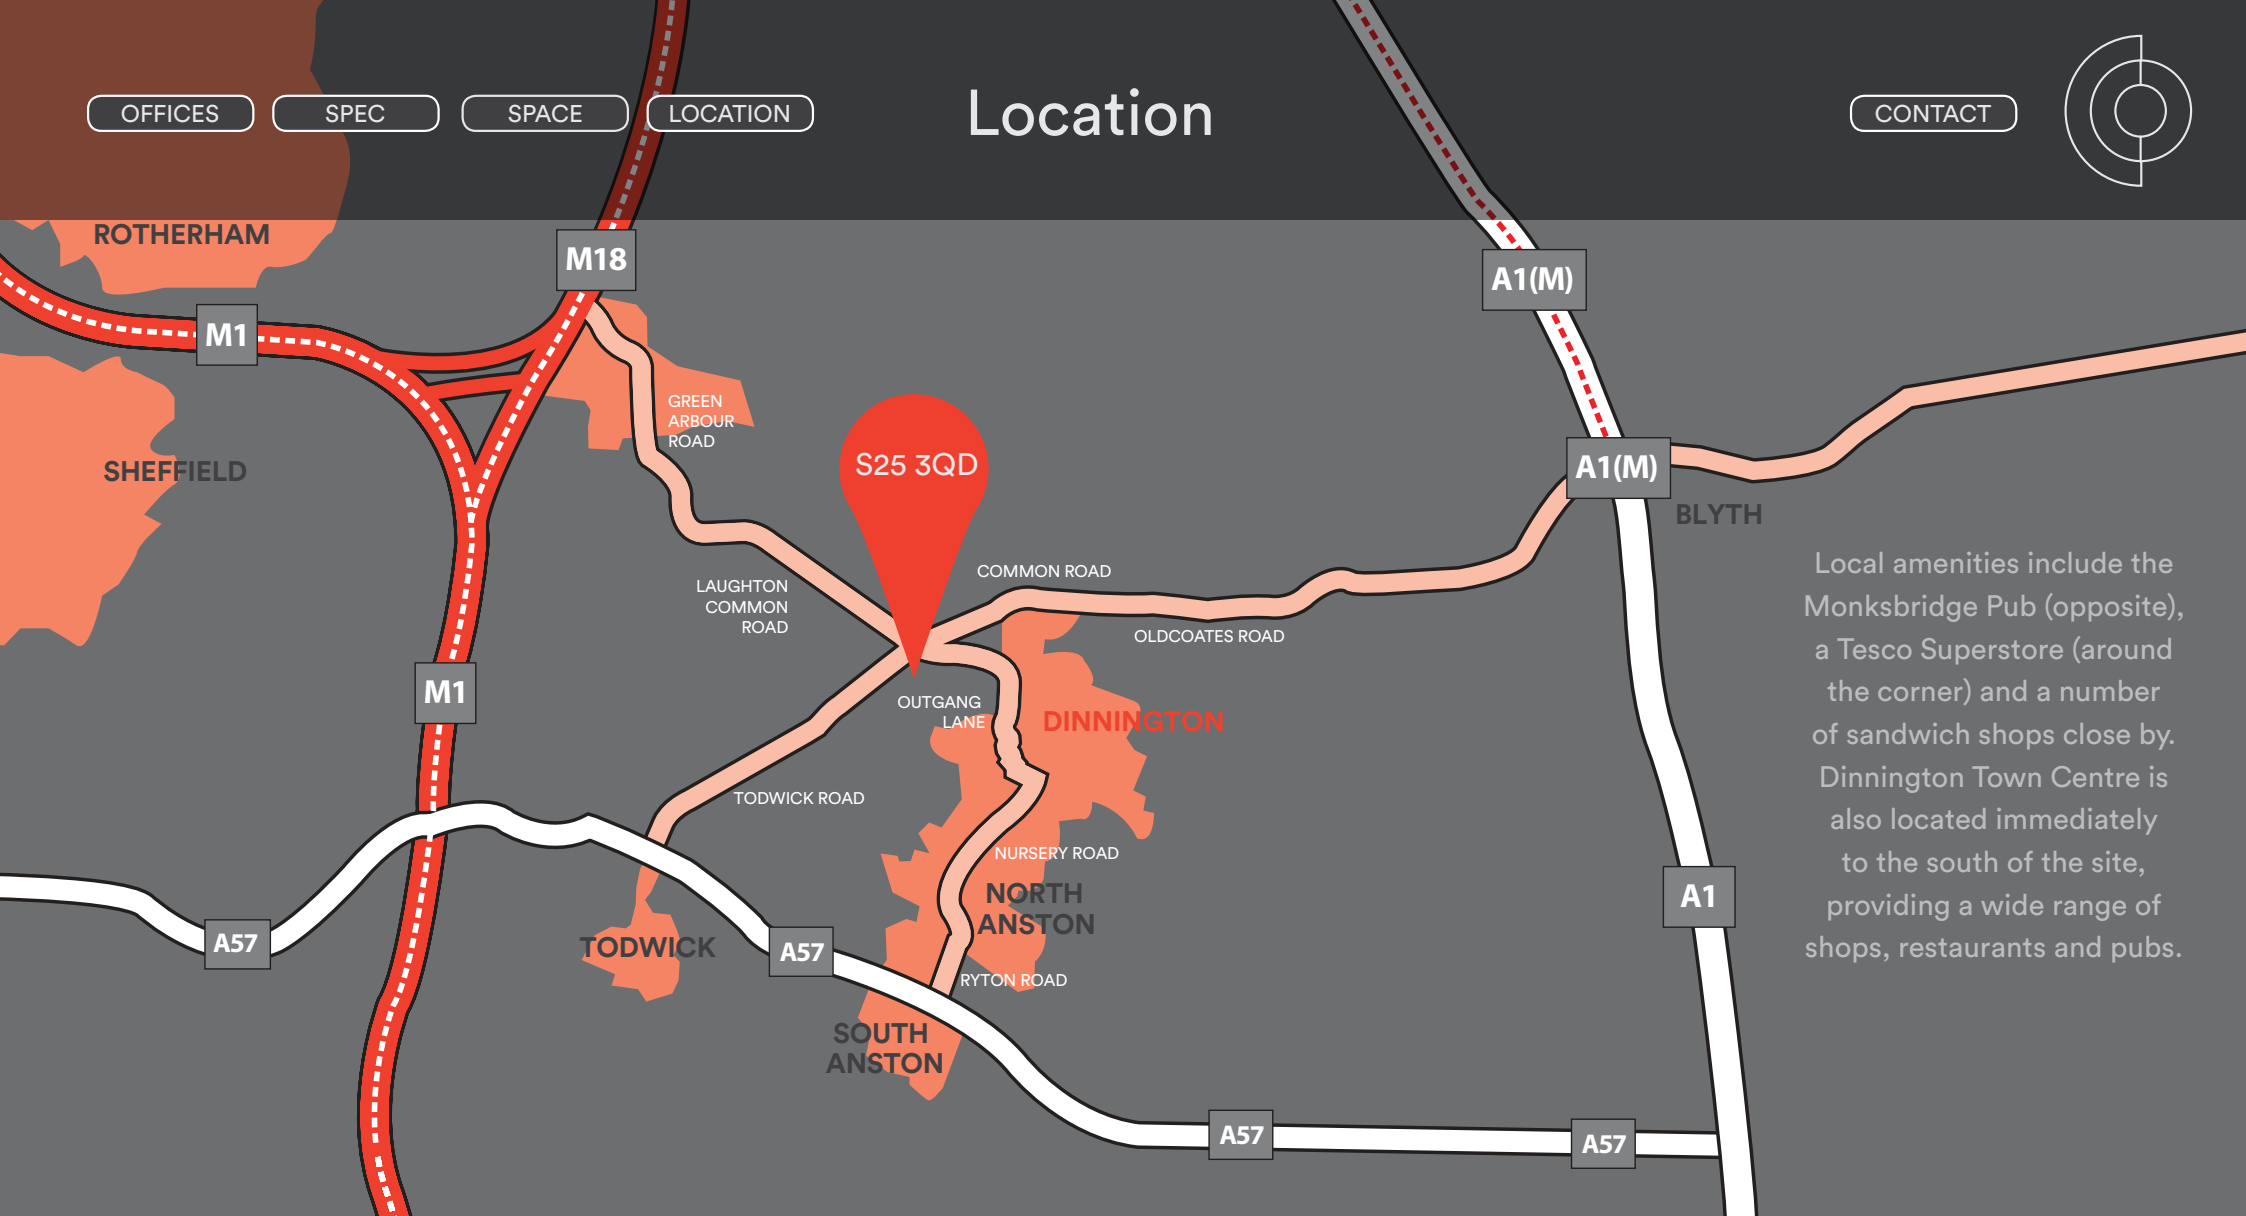 OFFICES
SPEC
SPACE
LOCATION
Location
CONTACT
ROTHERHAM
M18
A1(M)
M1
GREEN
ARBOUR
ROAD
S25 3QD
A1(M)
SHEFFIELD
BLYTH
COMMON ROAD
LAUGHTON
COMMON
ROAD
OLDCOATES ROAD
Local amenities include the
Monksbridge Pub (opposite),
a Tesco Superstore (around
the corner) and a number
of sandwich shops close by.
Dinnington Town Centre is
also located immediately
to the south of the site,
providing a wide range of
shops, restaurants and pubs.
M1
OUTGANG
LANE
DINNINGTON
TODWICK ROAD
NURSERY ROAD
NORTH
ANSTON
A1
A57
TODWICK
A57
RYTON ROAD
SOUTH
ANSTON
A57
A57